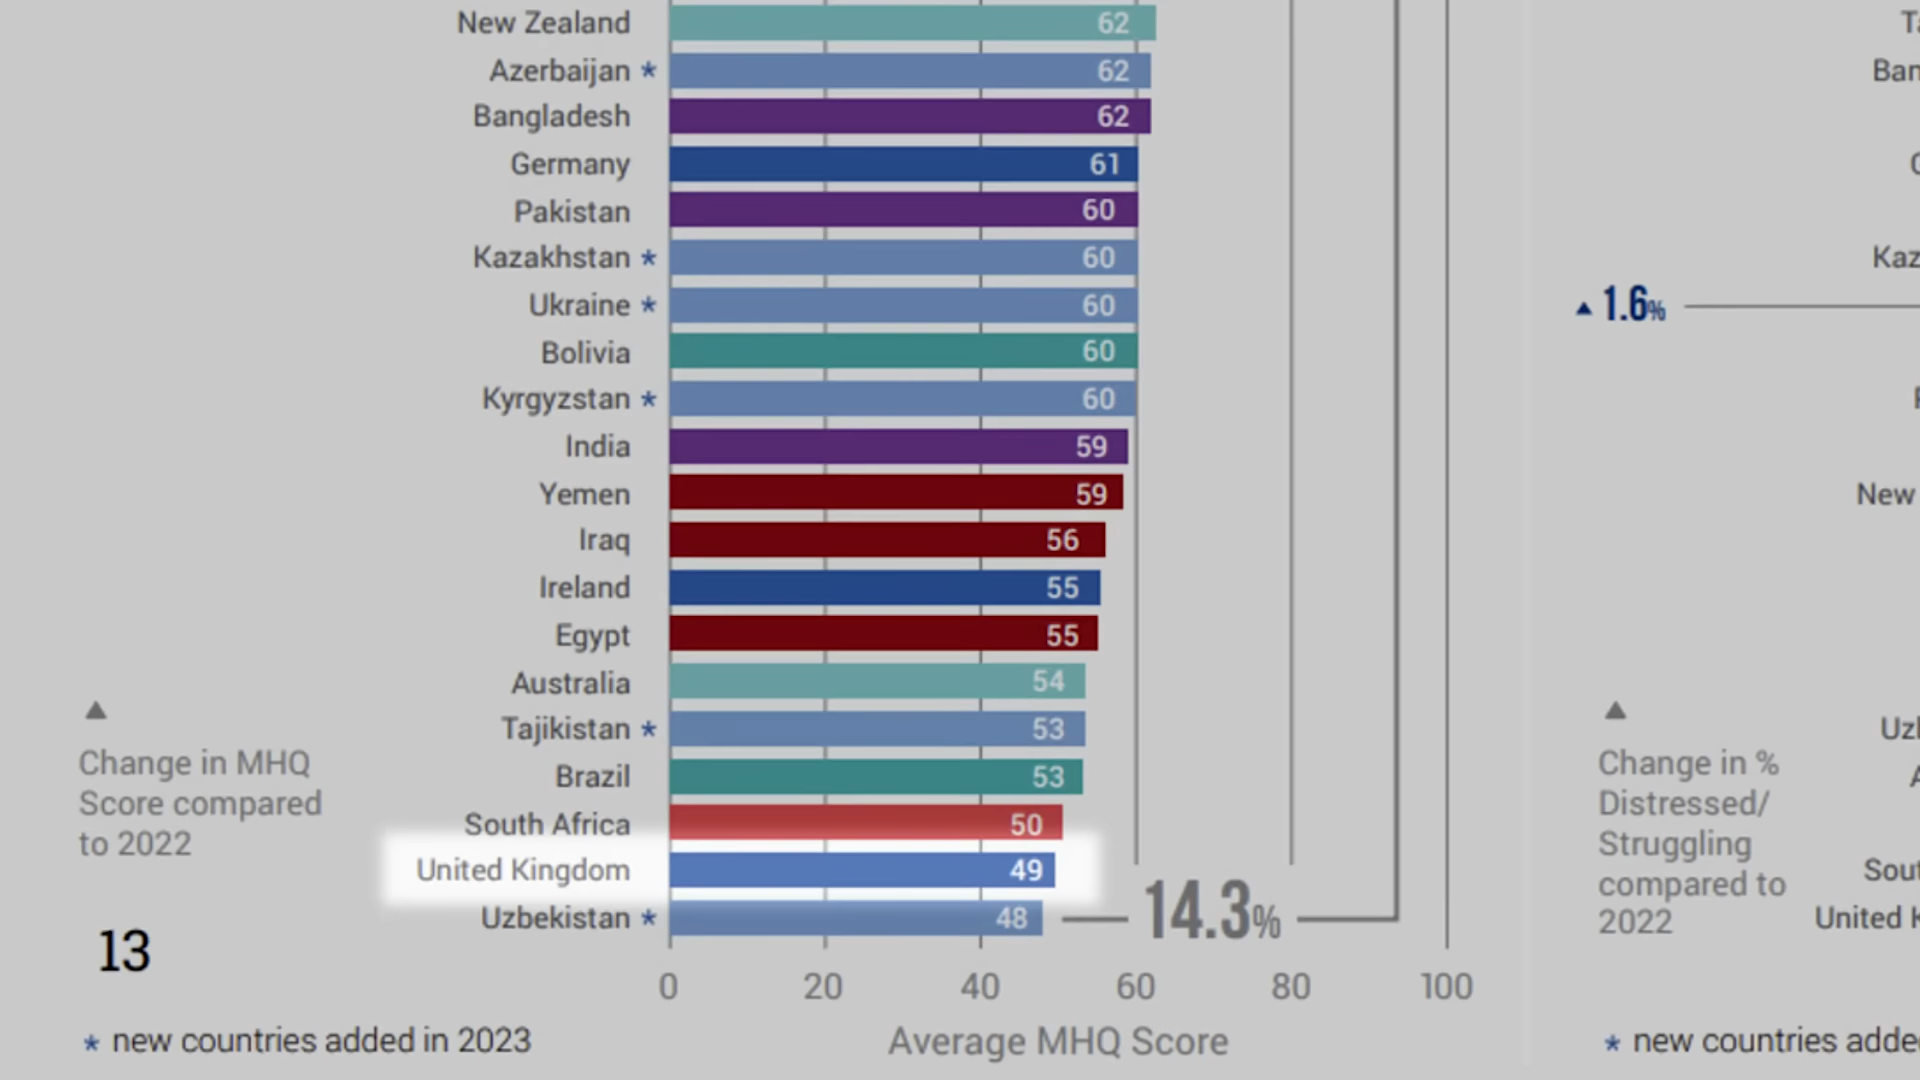 New Zealand 62
Azerbaijan * 62
Bangladesh 62
Germany 61
Pakistan 60
Kazakhstan * 60
Ukraine * 60
Bolivia 60
Kyrgyzstan * 60
India 59
Yemen 59
Iraq 56
Ireland 55
Egypt 55
Australia 54
Tajikistan * 53
Brazil 53
South Africa 50
United Kingdom 49
Uzbekistan * 48
14.3%
0 20 40 60 80 100
Average MHQ Score
▲
Change in MHQ
Score compared
to 2022
13
* new countries added in 2023
▲ 1.6%
Ban
Kaz
New
Uzb
Sout
United K
▲
Change in %
Distressed/
Struggling
compared to
2022
* new countries adde